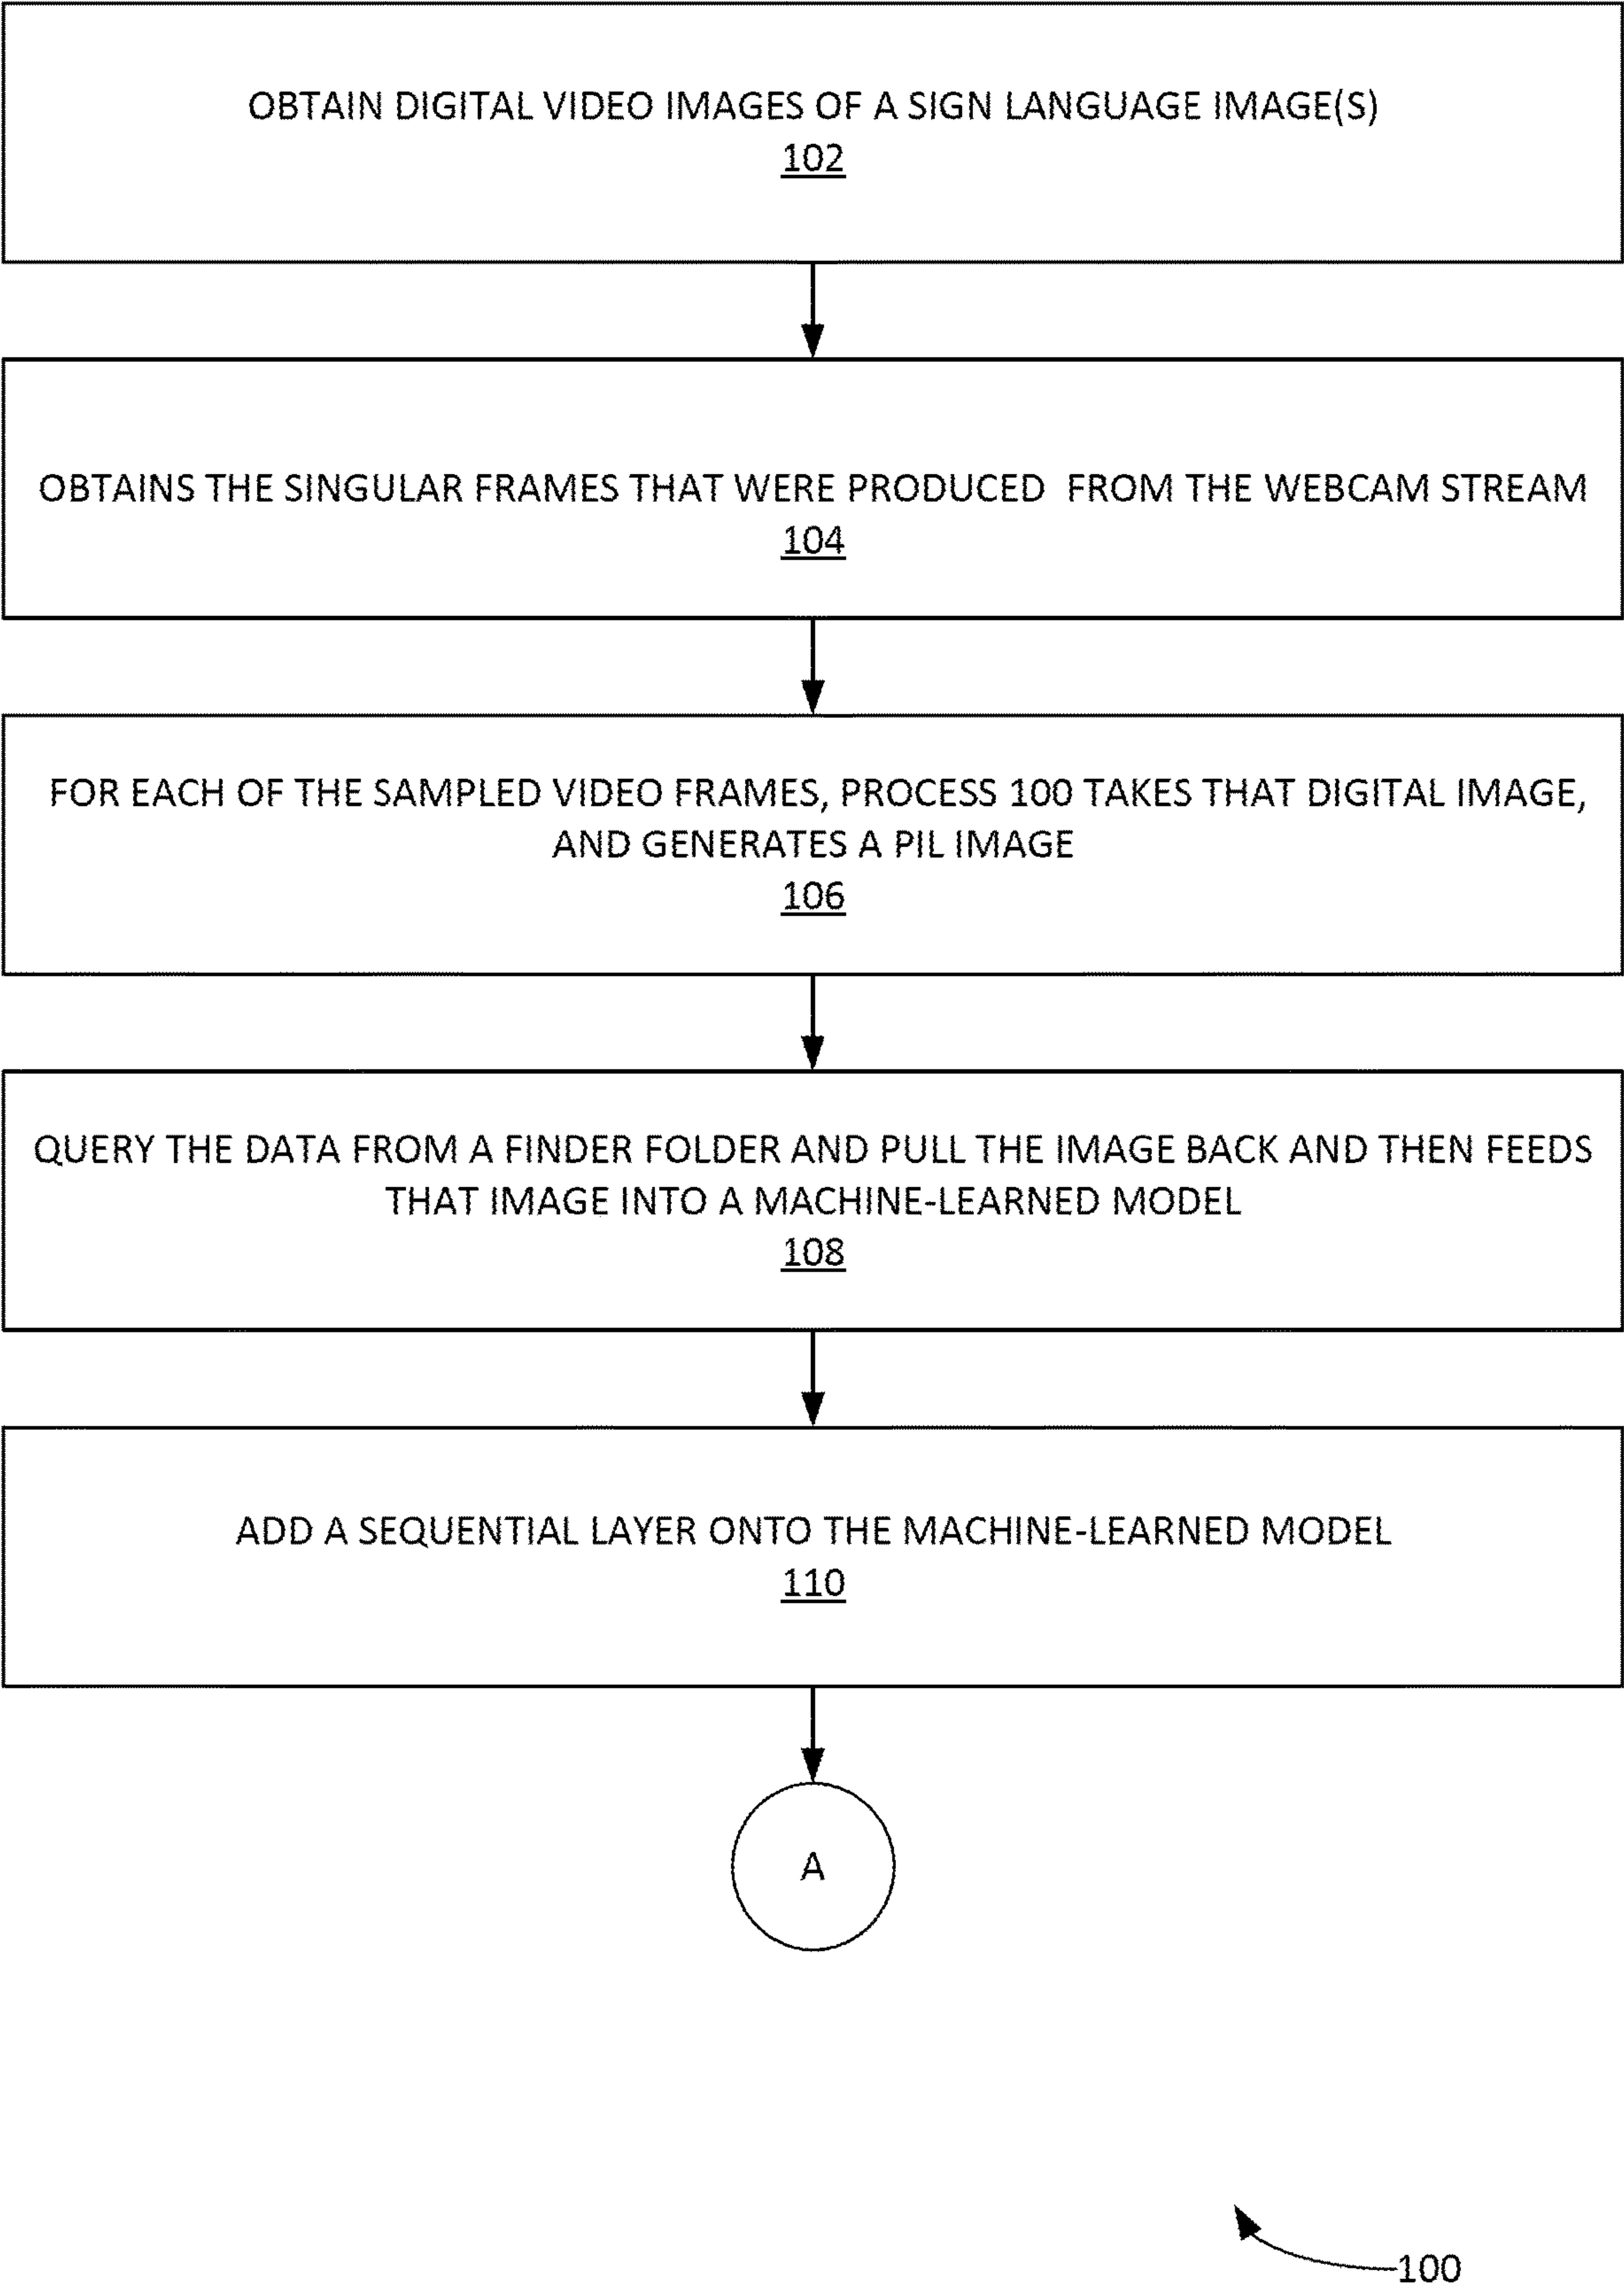 OBTAIN DIGITAL VIDEO IMAGES OF A SIGN LANGUAGE IMAGE(S)
102
OBTAINS THE SINGULAR FRAMES THAT WERE PRODUCED  FROM THE WEBCAM STREAM
104
FOR EACH OF THE SAMPLED VIDEO FRAMES, PROCESS 100 TAKES THAT DIGITAL IMAGE,
AND GENERATES A PIL IMAGE
106
QUERY THE DATA FROM A FINDER FOLDER AND PULL THE IMAGE BACK AND THEN FEEDS
THAT IMAGE INTO A MACHINE-LEARNED MODEL
108
ADD A SEQUENTIAL LAYER ONTO THE MACHINE-LEARNED MODEL
110
A
100